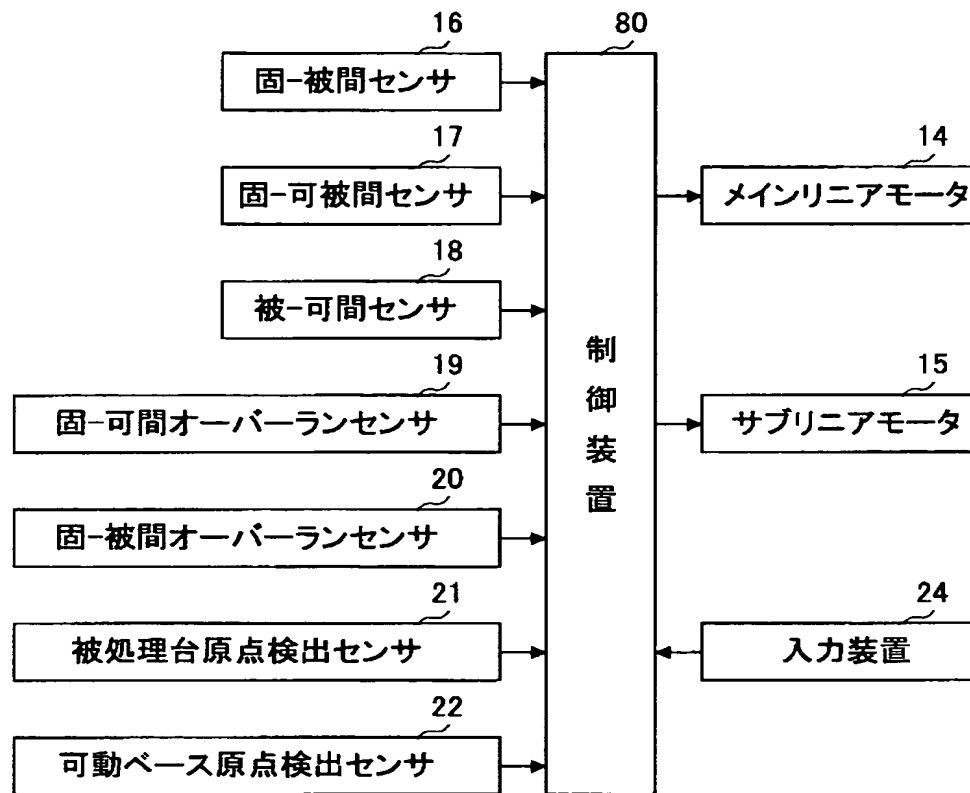 16
固-被間センサ
17
固-可被間センサ
18
被-可間センサ
19
固-可間オーバーランセンサ
20
固-被間オーバーランセンサ
21
被処理台原点検出センサ
22
可動ベース原点検出センサ
80
制御装置
14
メインリニアモータ
15
サブリニアモータ
24
入力装置